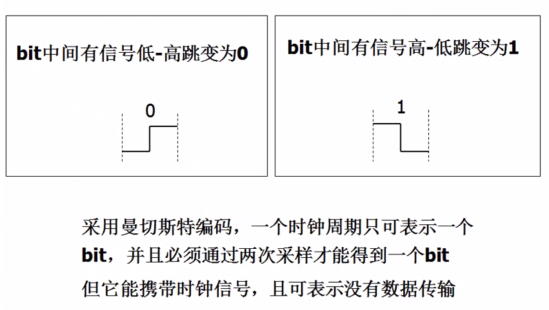 bit中间有信号低-高跳变为0
bit中间有信号高-低跳变为1
0
1
采用曼切斯特编码，一个时钟周期只可表示一个
bit，并且必须通过两次采样才能得到一个bit
但它能携带时钟信号，且可表示没有数据传输